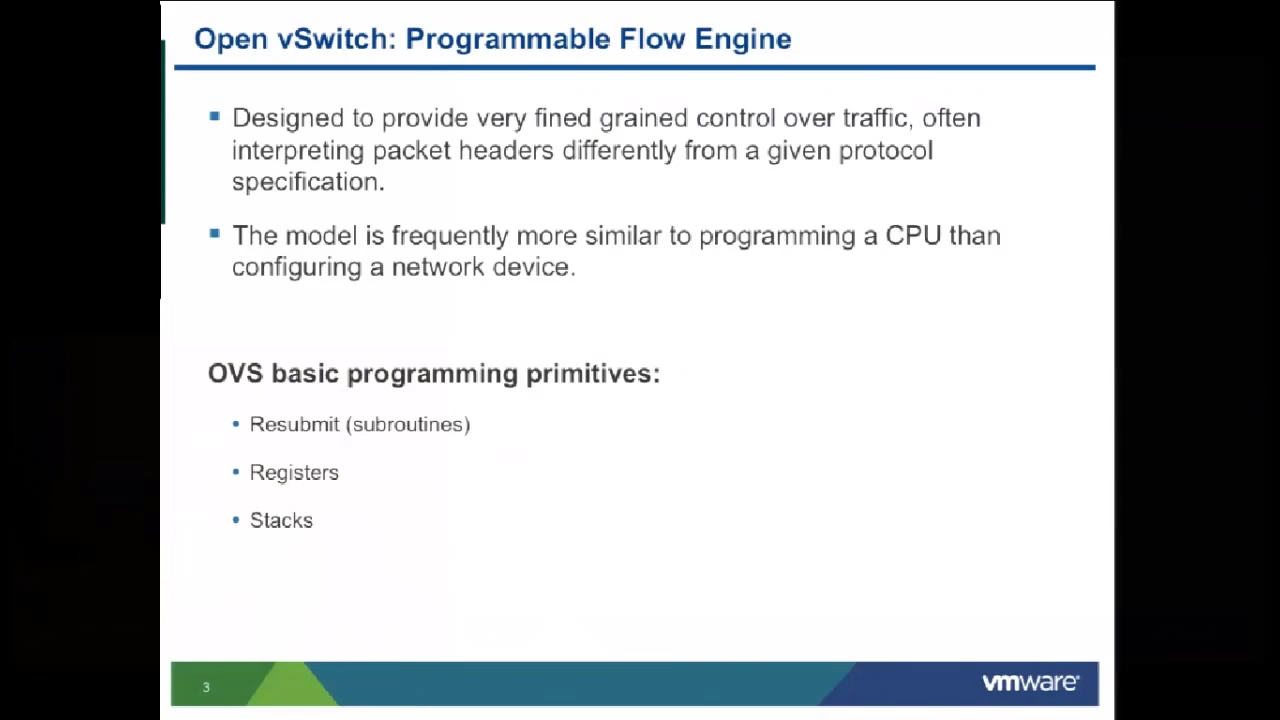 Open vSwitch: Programmable Flow Engine
Designed to provide very fined grained control over traffic, often
interpreting packet headers differently from a given protocol
specification.
The model is frequently more similar to programming a CPU than
configuring a network device.
OVS basic programming primitives:
Resubmit (subroutines)
Registers
Stacks
3
vmware